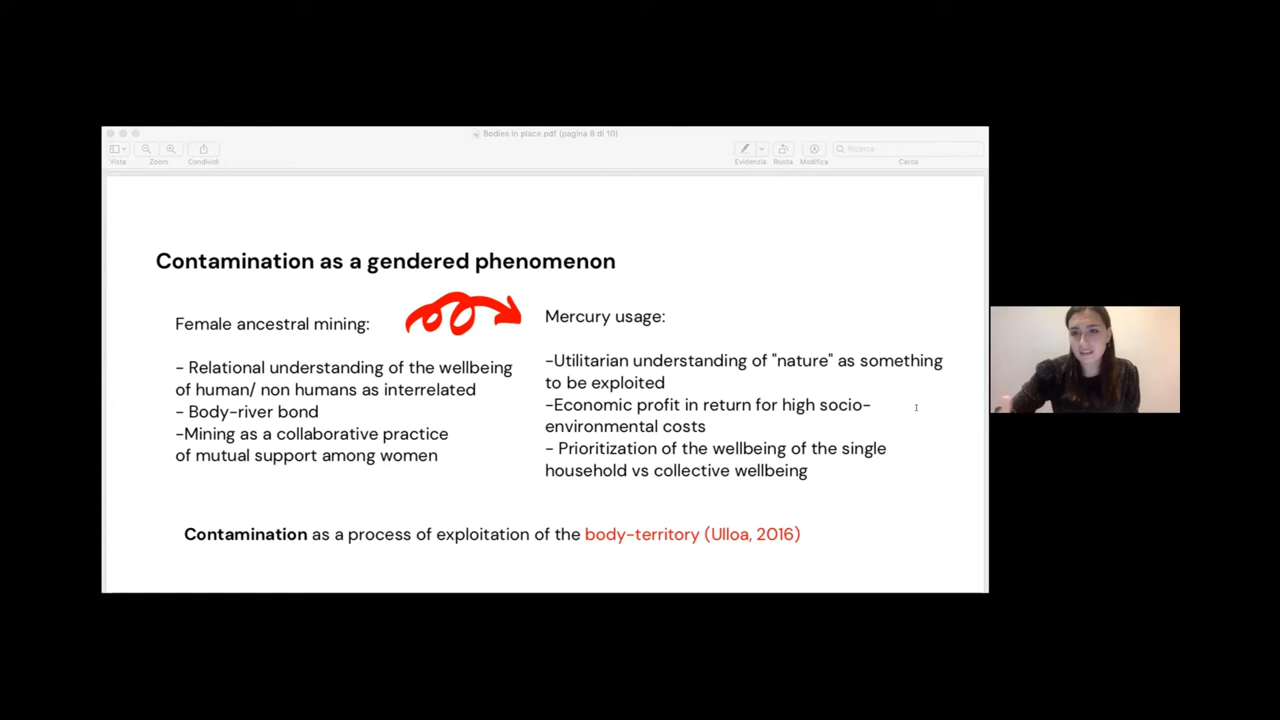 Bodies in place.pdf (pagina 8 di 10)
Vista
Zoom
Condividi
Evidenzia
Ruota
Modifica
Ricerca
Cerca
Contamination as a gendered phenomenon
Female ancestral mining:
- Relational understanding of the wellbeing
of human/ non humans as interrelated
- Body-river bond
-Mining as a collaborative practice
of mutual support among women
Mercury usage:
-Utilitarian understanding of "nature" as something
to be exploited
-Economic profit in return for high socio-
environmental costs
- Prioritization of the wellbeing of the single
household vs collective wellbeing
Contamination as a process of exploitation of the body-territory (Ulloa, 2016)